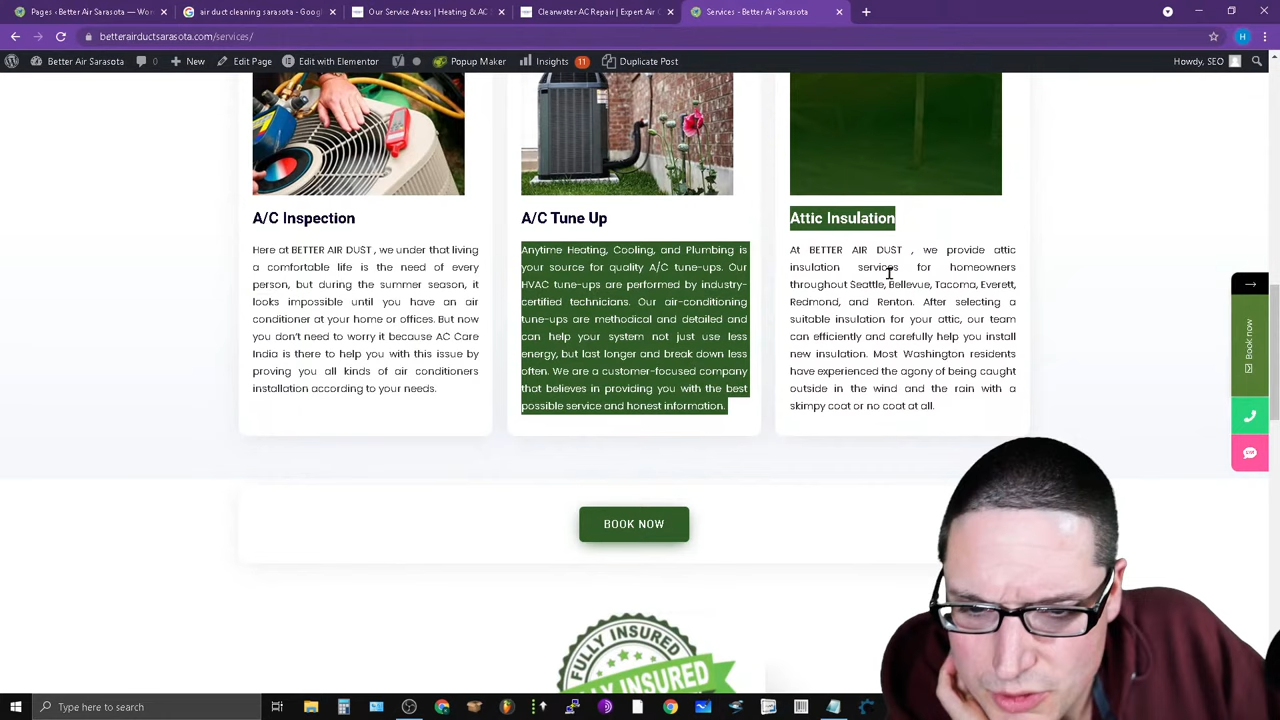 Pages ‹ Better Air Sarasota — Wor
air duct cleaning sarasota - Googl
Our Service Areas | Heating & AC
Clearwater AC Repair | Expert Air C
Services - Better Air Sarasota
betterairductsarasota.com/services/
H
Better Air Sarasota
0
New
Edit Page
Edit with Elementor
Popup Maker
Insights
11
Duplicate Post
Howdy, SEO
A/C Inspection
Here at BETTER AIR DUST , we under that living
a comfortable life is the need of every
person, but during the summer season, it
looks impossible until you have an air
conditioner at your home or offices. But now
you don't need to worry it because AC Care
India is there to help you with this issue by
proving you all kinds of air conditioners
installation according to your needs.
A/C Tune Up
Anytime Heating, Cooling, and Plumbing is
your source for quality A/C tune-ups. Our
HVAC tune-ups are performed by industry-
certified technicians. Our air-conditioning
tune-ups are methodical and detailed and
can help your system not just use less
energy, but last longer and break down less
often. We are a customer-focused company
that believes in providing you with the best
possible service and honest information.
Attic Insulation
At BETTER AIR DUST , we provide attic
insulation services for homeowners
throughout Seattle, Bellevue, Tacoma, Everett,
Redmond, and Renton. After selecting a
suitable insulation for your attic, our team
can efficiently and carefully help you install
new insulation. Most Washington residents
have experienced the agony of being caught
outside in the wind and the rain with a
skimpy coat or no coat at all.
Book now
BOOK NOW
FULLY INSURED
FULLY INSURED
Type here to search